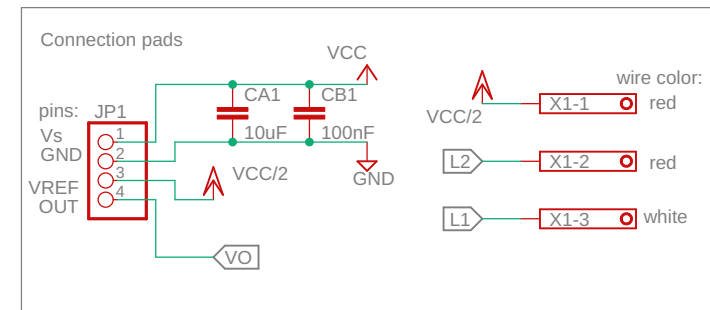 Connection pads
VCC
wire color:
pins: JP1
CA1
CB1
VCC/2
X1-1
red
Vs
1
10uF
100nF
GND
2
3
VCC/2
GND
L2
X1-2
red
VREF
4
OUT
L1
X1-3
white
VO